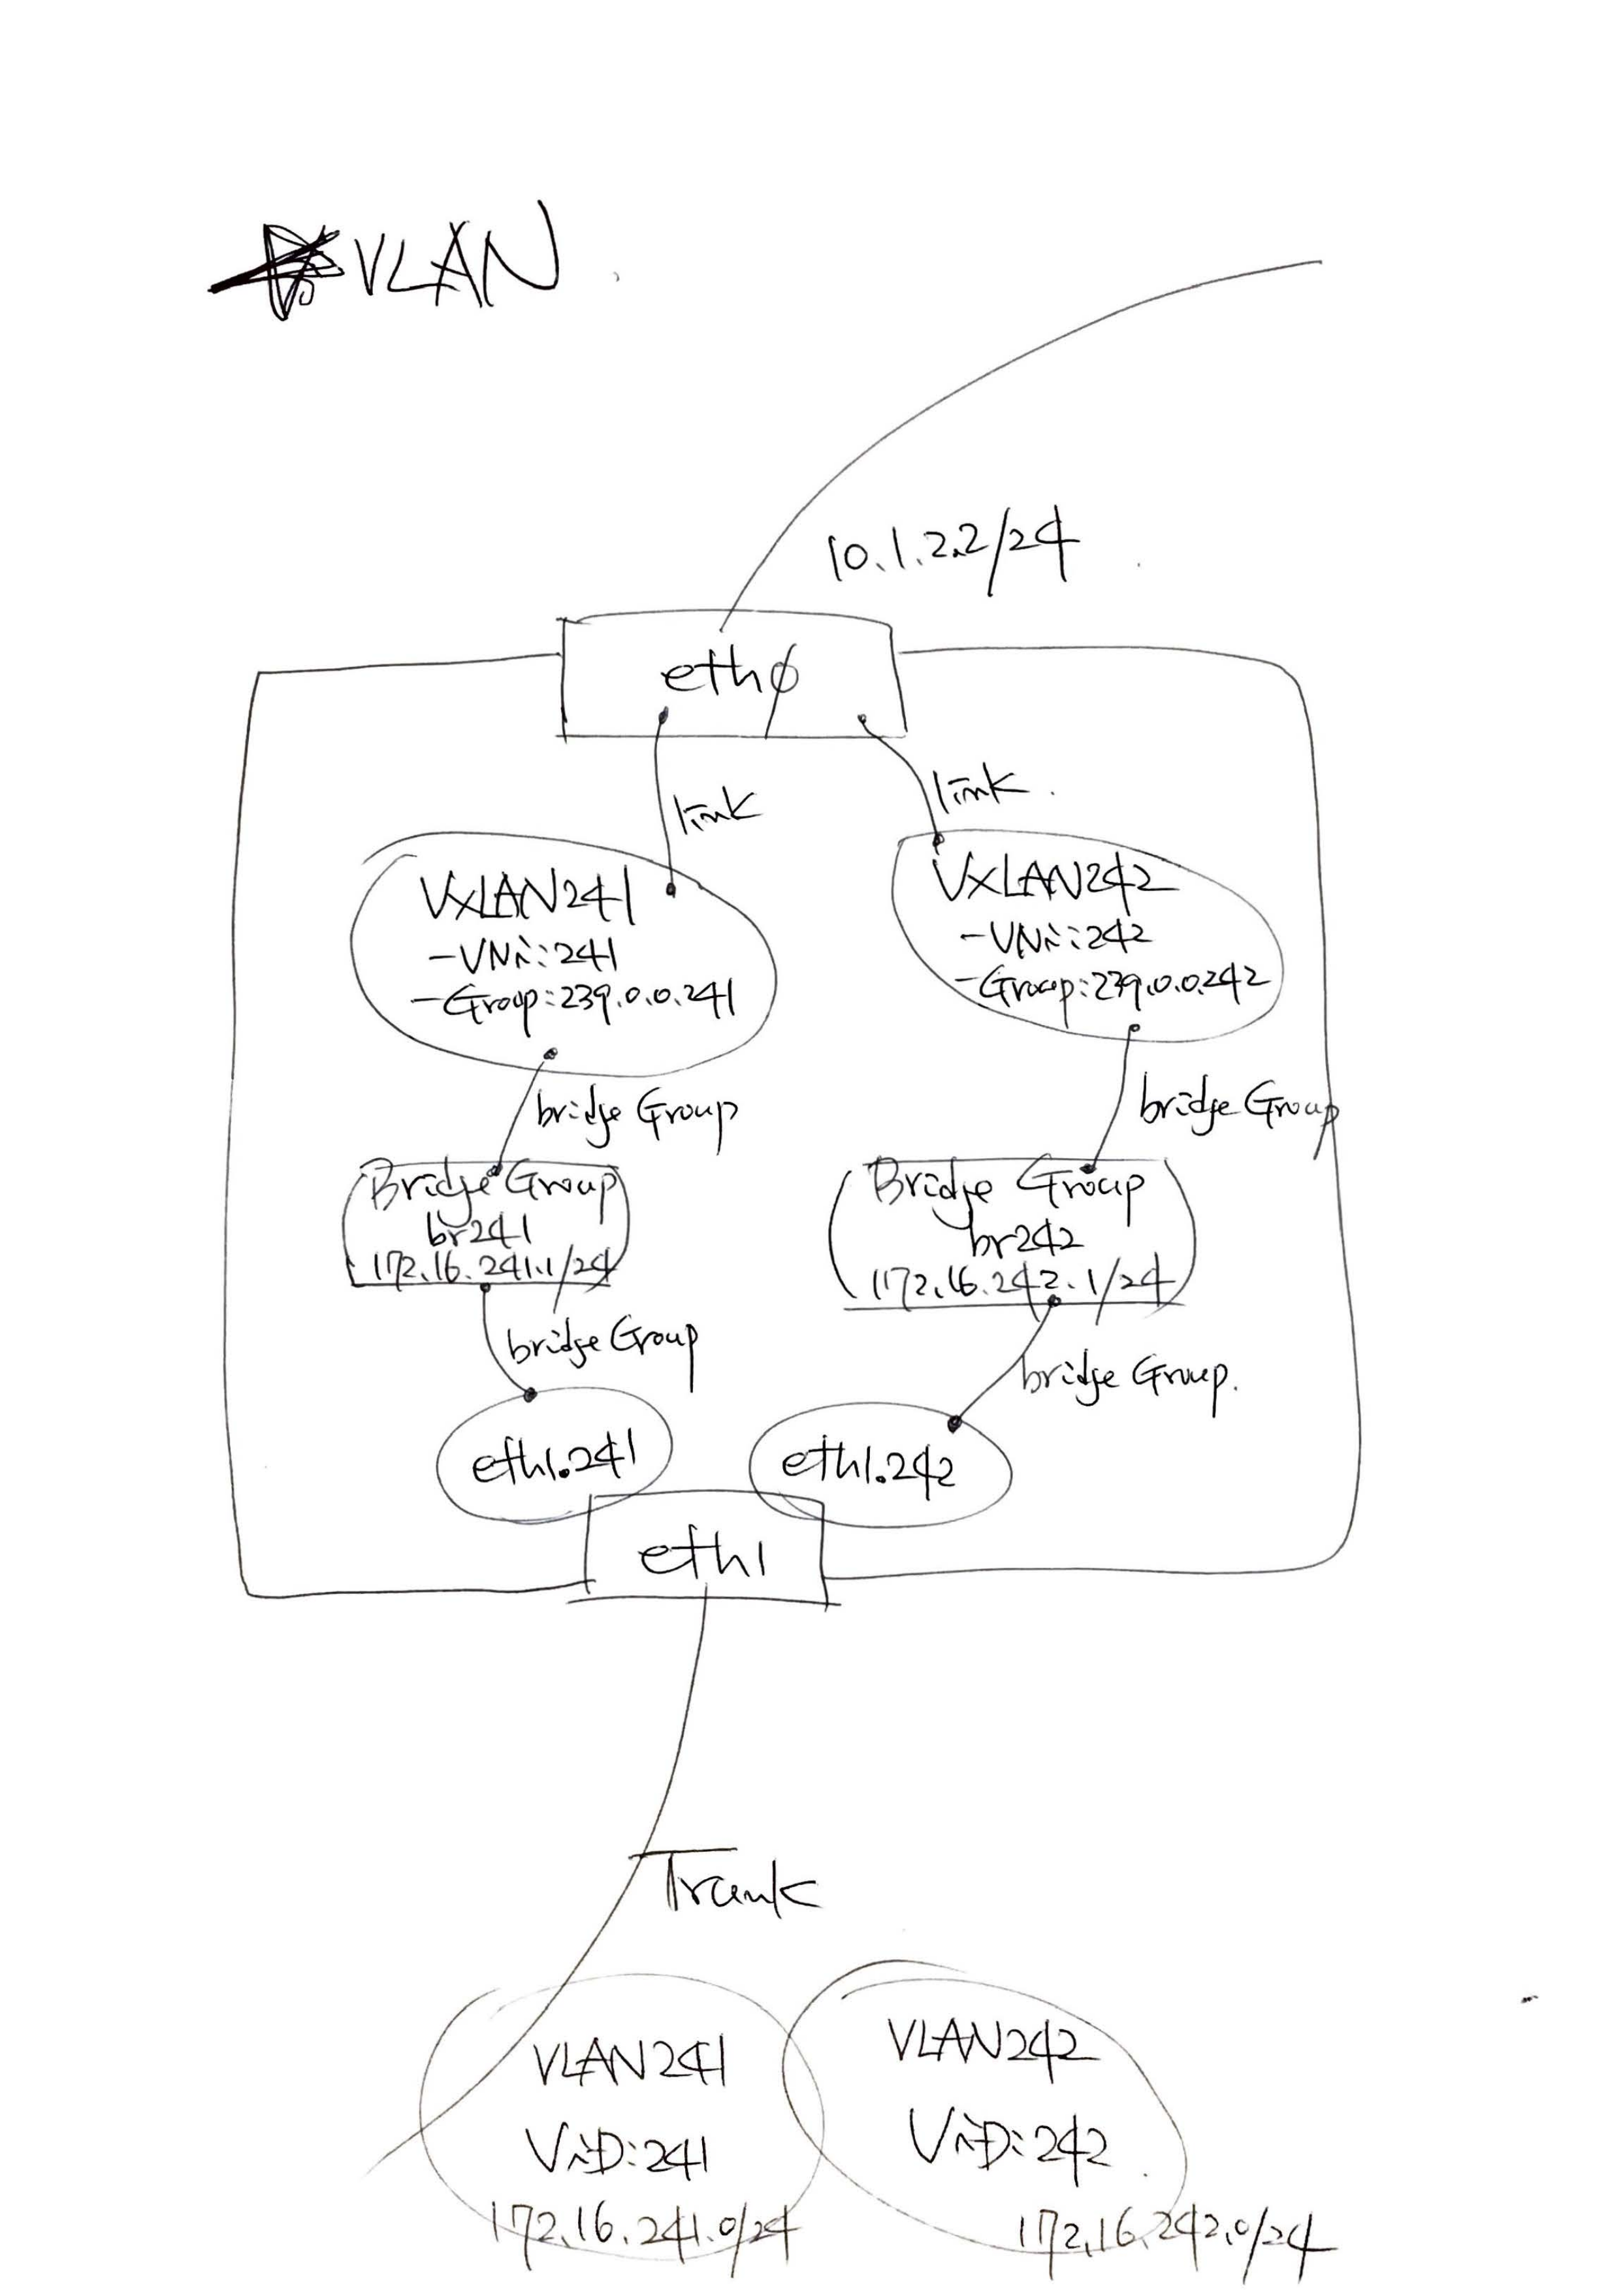 VLAN
10.1.2.2/24
eth0
link
link
VXLAN241
-VNi:241
-Group:239.0.0.241
VXLAN242
-VNi:242
-Group:239.0.0.242
bridge Group
bridge Group
Bridge Group
br241
172.16.241.1/24
Bridge Group
br242
172.16.242.1/24
bridge Group
bridge Group.
eth1.241
eth1.242
eth1
Trunk
VLAN241
ViD:241
172.16.241.0/24
VLAN242
ViD:242
172.16.242.0/24